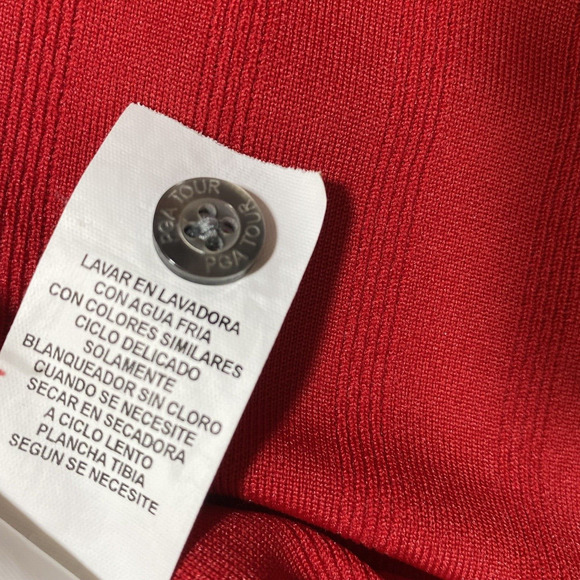 PGA TOUR
PGA TOUR
LAVAR EN LAVADORA
CON AGUA FRIA
CON COLORES SIMILARES
CICLO DELICADO
SOLAMENTE
BLANQUEADOR SIN CLORO
CUANDO SE NECESITE
SECAR EN SECADORA
A CICLO LENTO
PLANCHA TIBIA
SEGUN SE NECESITE